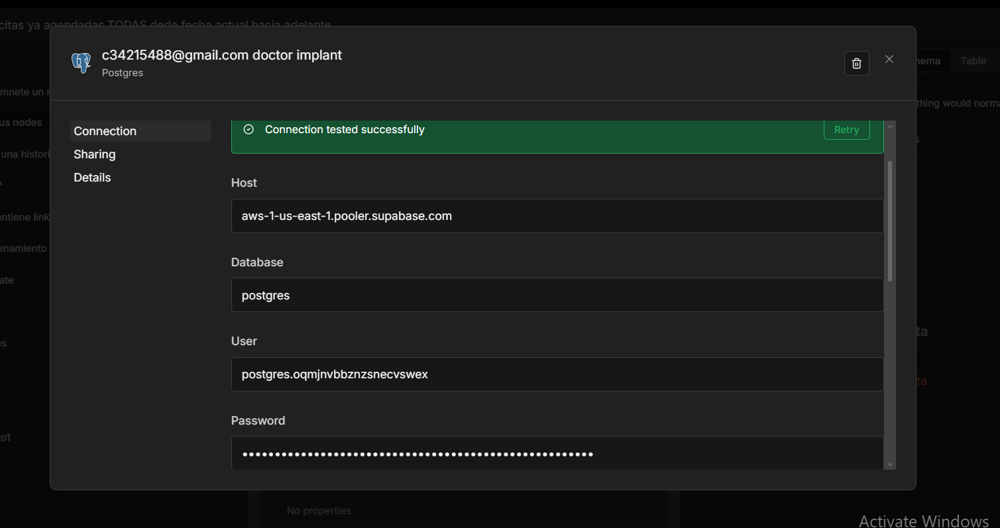 citas ya agendadas TODAS dede fecha actual hacia adelante
c34215488@gmail.com doctor implant
Postgres
hema
Table
mnete un r
thing would norma
us nodes
Connection
Connection tested successfully
Retry
Sharing
s
una histori
Details
Host
?
ontiene link
aws-1-us-east-1.pooler.supabase.com
enamiento
Database
ate
postgres
ta
User
es
postgres.oqmjnvbbznzsnecvswex
ta
Password
to1
••••••••••••••••••••••••••••••••••••••••••••••••••••••
No properties
Activate Windows